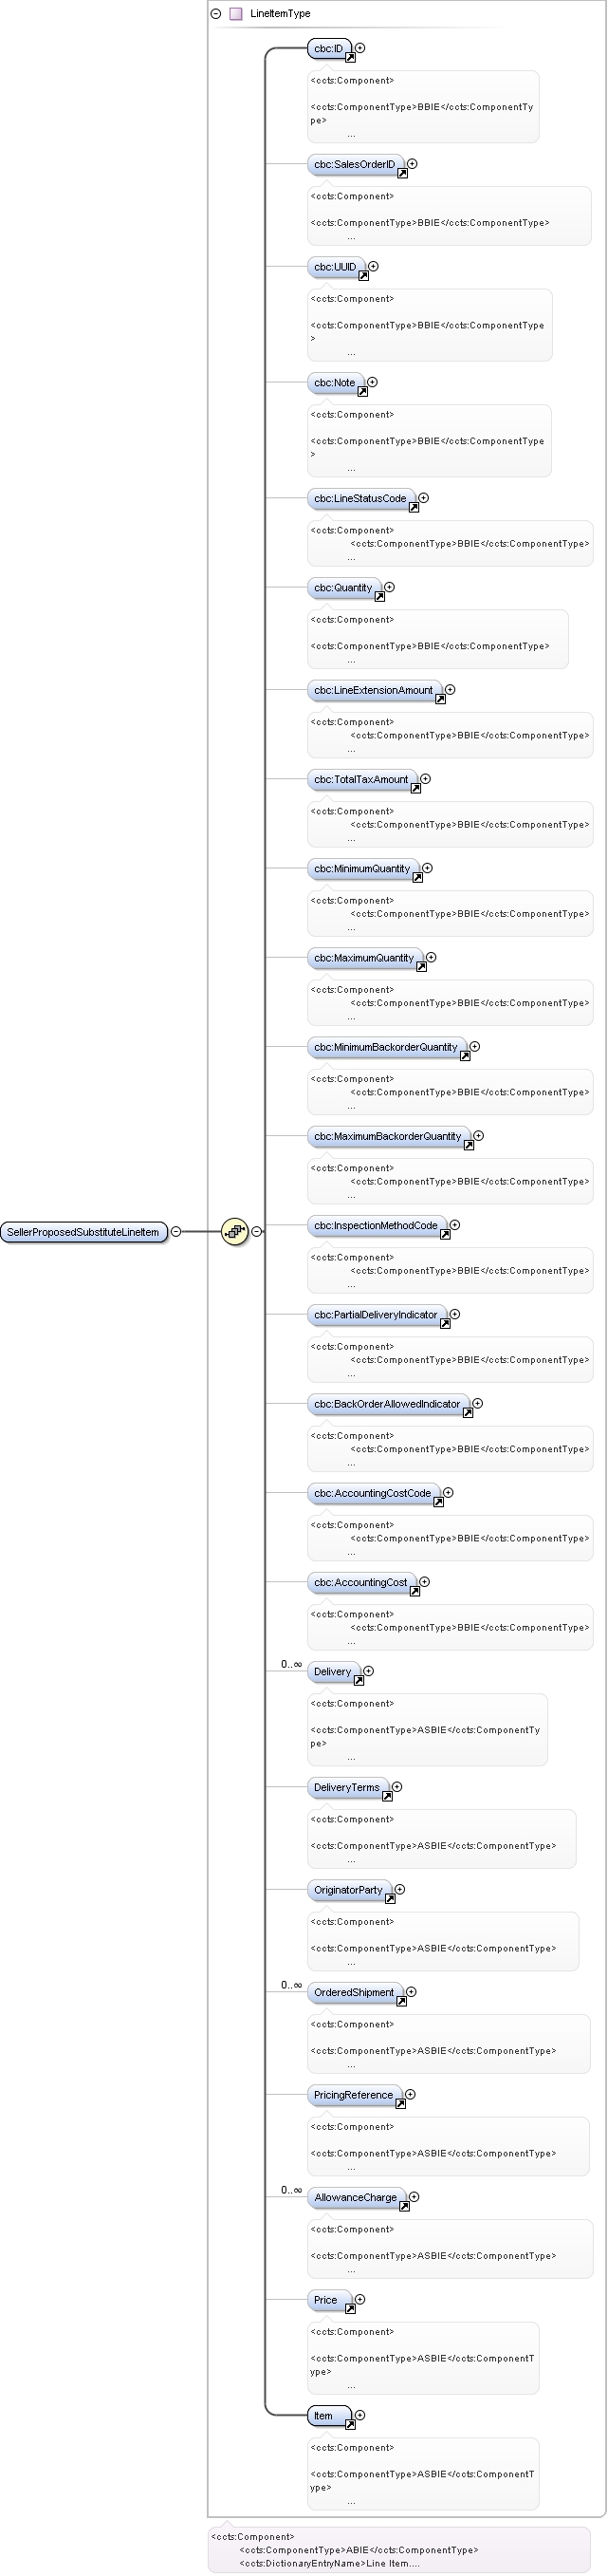 LineItemType
cbc:ID
<ccts:Component>
<ccts:ComponentType>BBIE</ccts:ComponentTy
pe>
...
cbc:SalesOrderID
<ccts:Component>
<ccts:ComponentType>BBIE</ccts:ComponentType>
...
cbc:UUID
<ccts:Component>
<ccts:ComponentType>BBIE</ccts:ComponentType
>
...
cbc:Note
<ccts:Component>
<ccts:ComponentType>BBIE</ccts:ComponentType
>
...
cbc:LineStatusCode
<ccts:Component>
<ccts:ComponentType>BBIE</ccts:ComponentType>
...
cbc:Quantity
<ccts:Component>
<ccts:ComponentType>BBIE</ccts:ComponentType>
...
cbc:LineExtensionAmount
<ccts:Component>
<ccts:ComponentType>BBIE</ccts:ComponentType>
...
cbc:TotalTaxAmount
<ccts:Component>
<ccts:ComponentType>BBIE</ccts:ComponentType>
...
cbc:MinimumQuantity
<ccts:Component>
<ccts:ComponentType>BBIE</ccts:ComponentType>
...
cbc:MaximumQuantity
<ccts:Component>
<ccts:ComponentType>BBIE</ccts:ComponentType>
...
cbc:MinimumBackorderQuantity
<ccts:Component>
<ccts:ComponentType>BBIE</ccts:ComponentType>
...
cbc:MaximumBackorderQuantity
<ccts:Component>
<ccts:ComponentType>BBIE</ccts:ComponentType>
...
SellerProposedSubstituteLineItem
cbc:InspectionMethodCode
<ccts:Component>
<ccts:ComponentType>BBIE</ccts:ComponentType>
...
cbc:PartialDeliveryIndicator
<ccts:Component>
<ccts:ComponentType>BBIE</ccts:ComponentType>
...
cbc:BackOrderAllowedIndicator
<ccts:Component>
<ccts:ComponentType>BBIE</ccts:ComponentType>
...
cbc:AccountingCostCode
<ccts:Component>
<ccts:ComponentType>BBIE</ccts:ComponentType>
...
cbc:AccountingCost
<ccts:Component>
<ccts:ComponentType>BBIE</ccts:ComponentType>
...
0..∞
Delivery
<ccts:Component>
<ccts:ComponentType>ASBIE</ccts:ComponentTy
pe>
...
DeliveryTerms
<ccts:Component>
<ccts:ComponentType>ASBIE</ccts:ComponentType>
...
OriginatorParty
<ccts:Component>
<ccts:ComponentType>ASBIE</ccts:ComponentType>
...
0..∞
OrderedShipment
<ccts:Component>
<ccts:ComponentType>ASBIE</ccts:ComponentType>
...
PricingReference
<ccts:Component>
<ccts:ComponentType>ASBIE</ccts:ComponentType>
...
0..∞
AllowanceCharge
<ccts:Component>
<ccts:ComponentType>ASBIE</ccts:ComponentType>
...
Price
<ccts:Component>
<ccts:ComponentType>ASBIE</ccts:ComponentT
ype>
...
Item
<ccts:Component>
<ccts:ComponentType>ASBIE</ccts:ComponentT
ype>
...
<ccts:Component>
<ccts:ComponentType>ABIE</ccts:ComponentType>
<ccts:DictionaryEntryName>Line Item....